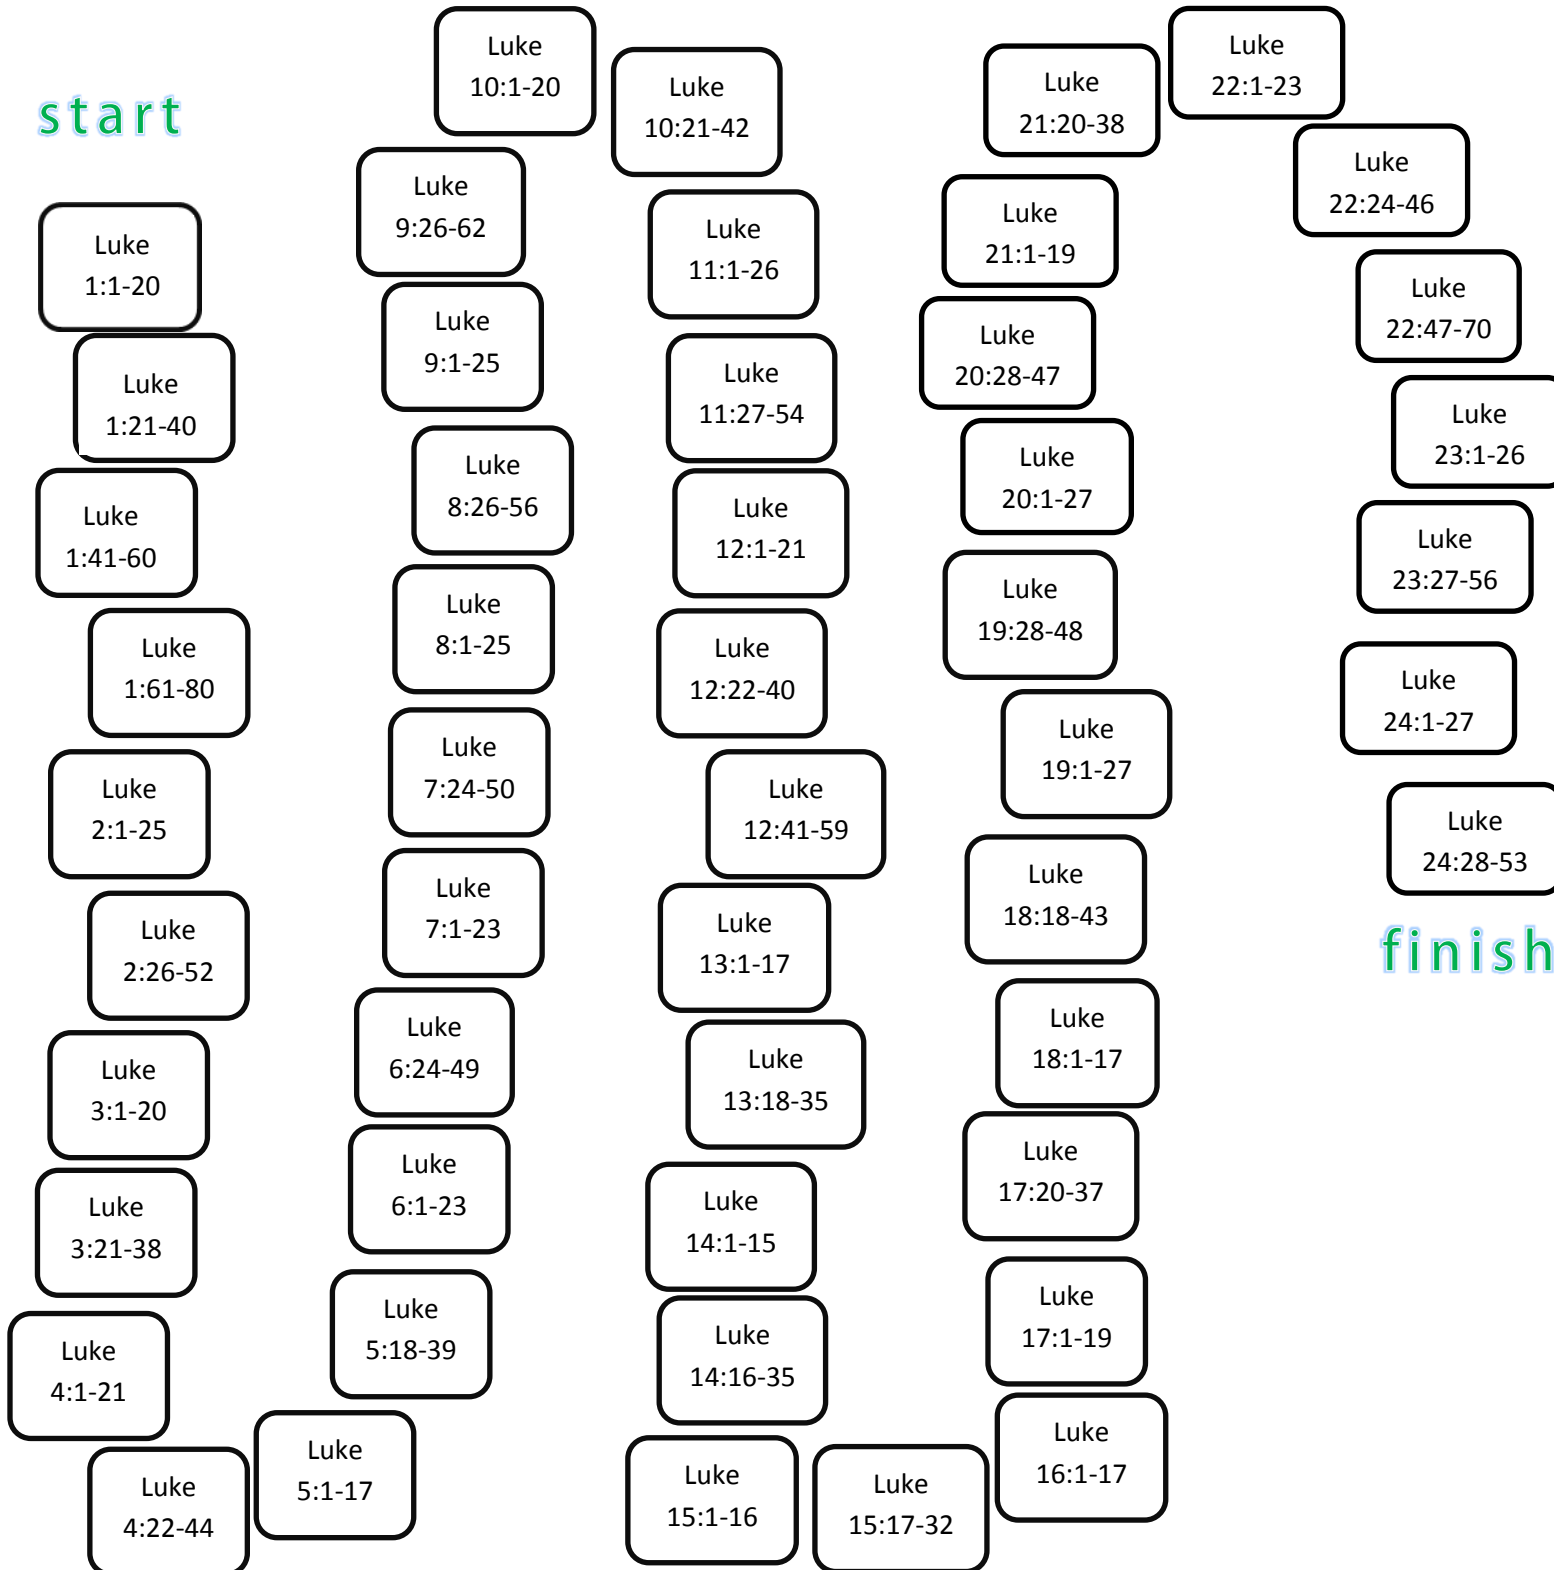 start
Luke
1:1-20
Luke
1:21-40
Luke
1:41-60
Luke
1:61-80
Luke
2:1-25
Luke
2:26-52
Luke
3:1-20
Luke
3:21-38
Luke
4:1-21
Luke
4:22-44
Luke
5:1-17
Luke
5:18-39
Luke
6:1-23
Luke
6:24-49
Luke
7:1-23
Luke
7:24-50
Luke
8:1-25
Luke
8:26-56
Luke
9:1-25
Luke
9:26-62
Luke
10:1-20
Luke
10:21-42
Luke
11:1-26
Luke
11:27-54
Luke
12:1-21
Luke
12:22-40
Luke
12:41-59
Luke
13:1-17
Luke
13:18-35
Luke
14:1-15
Luke
14:16-35
Luke
15:1-16
Luke
15:17-32
Luke
16:1-17
Luke
17:1-19
Luke
17:20-37
Luke
18:1-17
Luke
18:18-43
Luke
19:1-27
Luke
19:28-48
Luke
20:1-27
Luke
20:28-47
Luke
21:1-19
Luke
21:20-38
Luke
22:1-23
Luke
22:24-46
Luke
22:47-70
Luke
23:1-26
Luke
23:27-56
Luke
24:1-27
Luke
24:28-53
finish